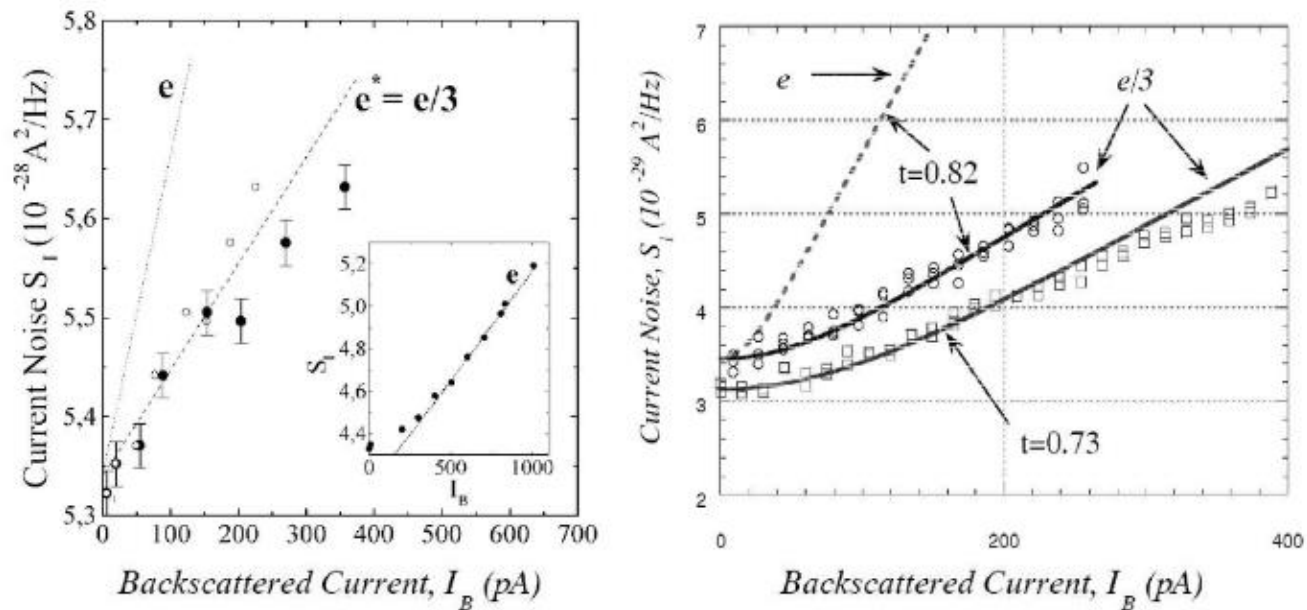 5,8
5,7
5,6
5,5
5,4
5,3
Current Noise S_I (10^-28 A^2/Hz)
e
e* = e/3
5,2
5,0
4,8
4,6
4,4
S_I
e
0 500 1000
I_B
0 100 200 300 400 500 600 700
Backscattered Current, I_B (pA)
7
6
5
4
3
2
Current Noise, S_i (10^-29 A^2/Hz)
e
e/3
t=0.82
t=0.73
0 200 400
Backscattered Current, I_B (pA)